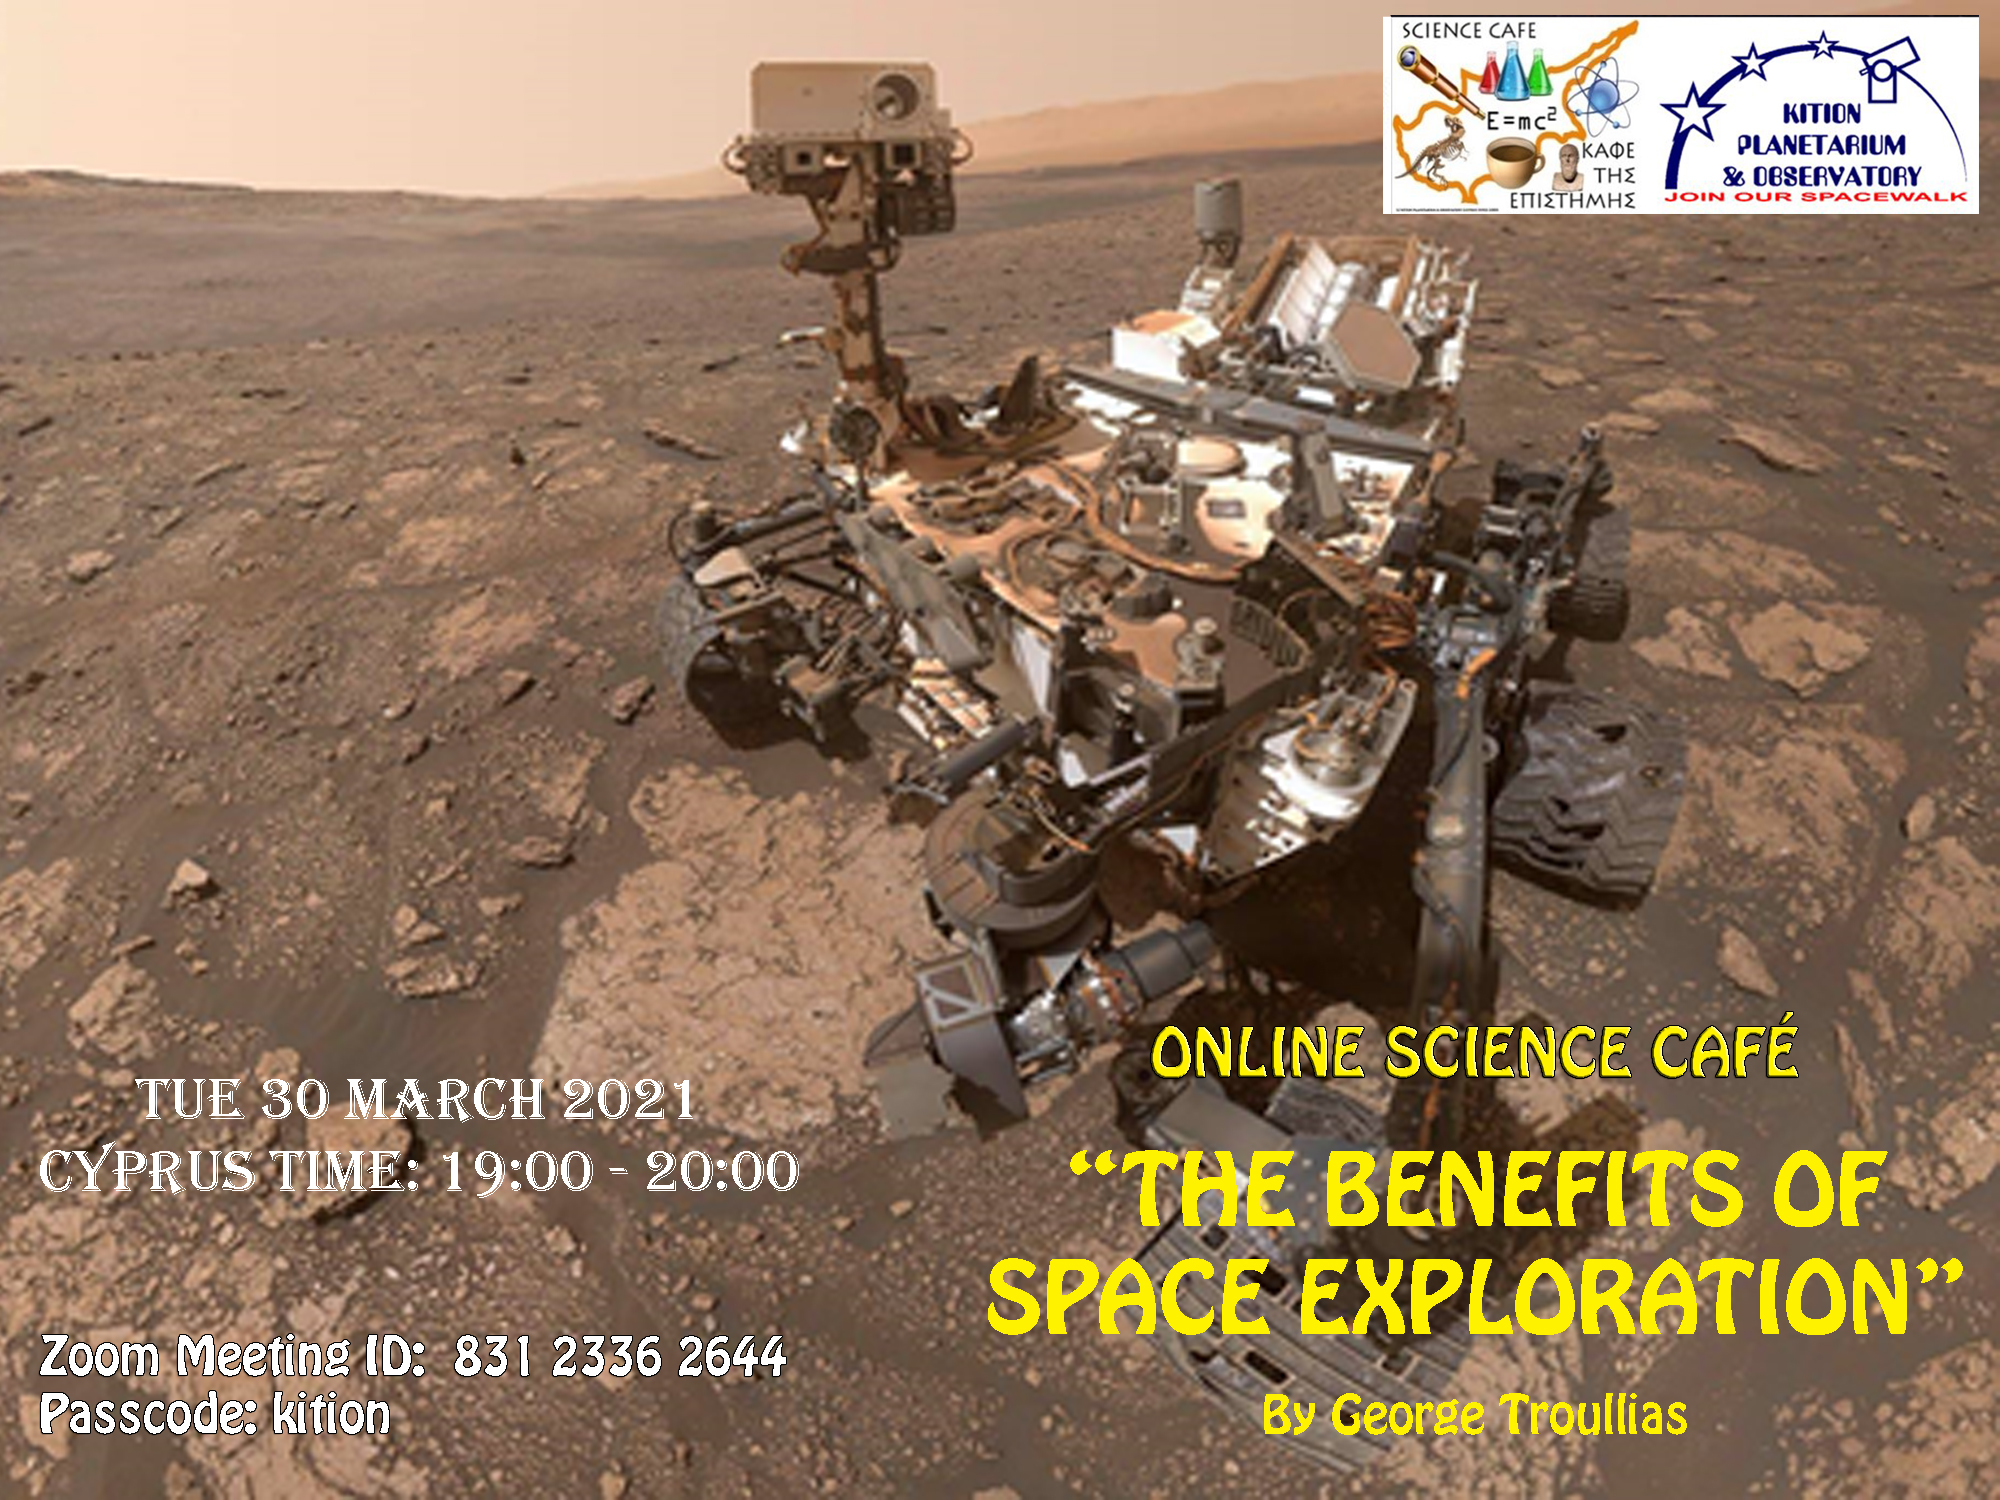 SCIENCE CAFE
E=mc²
ΚΑΦΕ
ΤΗΣ
ΕΠΙΣΤΗΜΗΣ
KITION
PLANETARIUM
& OBSERVATORY
JOIN OUR SPACEWALK
TUE 30 MARCH 2021
CYPRUS TIME: 19:00 - 20:00
Zoom Meeting ID: 831 2336 2644
Passcode: kition
ONLINE SCIENCE CAFÉ
“THE BENEFITS OF
SPACE EXPLORATION”
By George Troullias